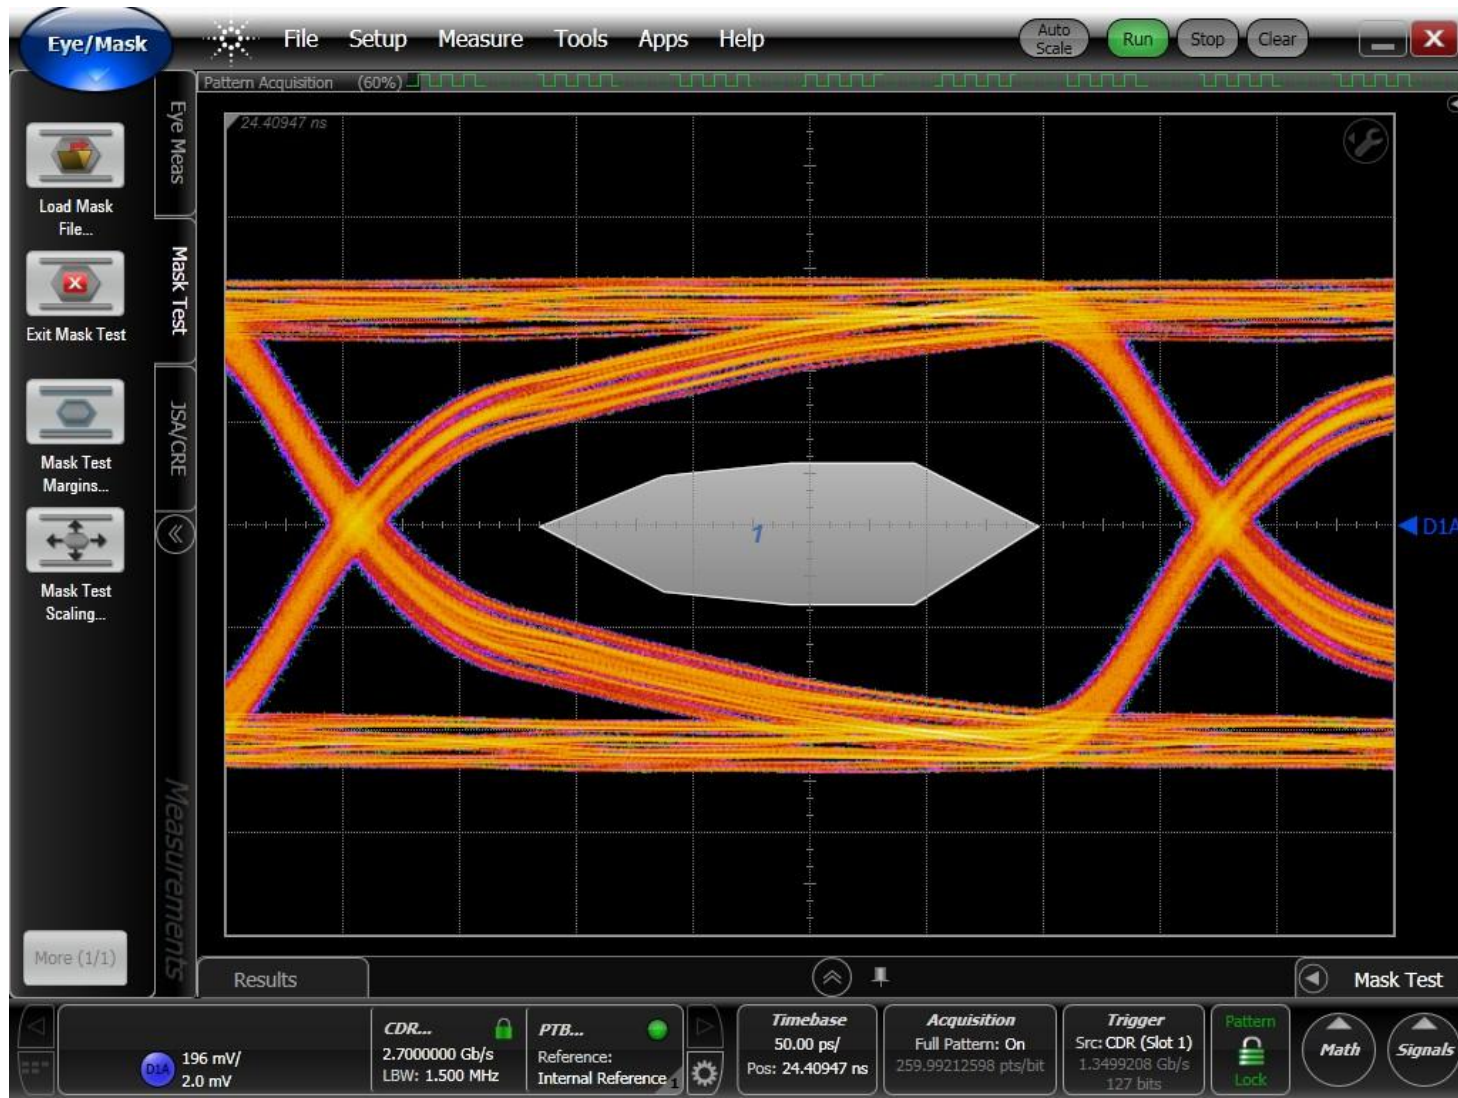 Eye/Mask
File Setup Measure Tools Apps Help
Auto Scale
Run
Stop
Clear
X
Pattern Acquisition (60%)
24.40947 ns
Eye Meas
Mask Test
JSA/CRE
Measurements
Load Mask
File...
Exit Mask Test
Mask Test
Margins...
Mask Test
Scaling...
More (1/1)
1
D1A
Results
Mask Test
D1A
196 mV/
2.0 mV
CDR...
2.7000000 Gb/s
LBW: 1.500 MHz
PTB...
Reference:
Internal Reference
1
Timebase
50.00 ps/
Pos: 24.40947 ns
Acquisition
Full Pattern: On
259.99212598 pts/bit
Trigger
Src: CDR (Slot 1)
1.3499208 Gb/s
127 bits
Pattern
Lock
Math
Signals